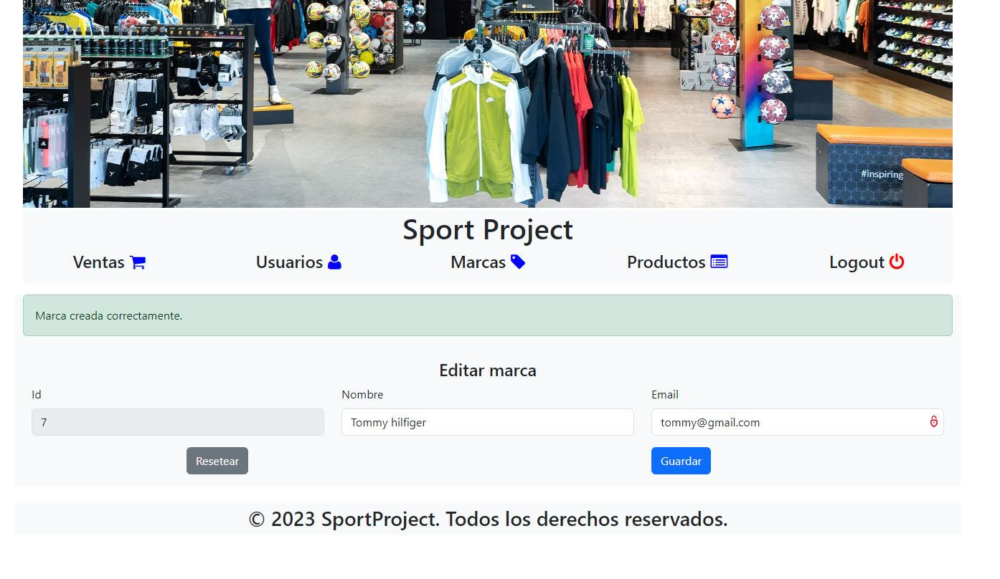 #inspiring
Sport Project
Ventas
Usuarios
Marcas
Productos
Logout
Marca creada correctamente.
Editar marca
Id
Nombre
Email
7
Tommy hilfiger
tommy@gmail.com
Resetear
Guardar
© 2023 SportProject. Todos los derechos reservados.